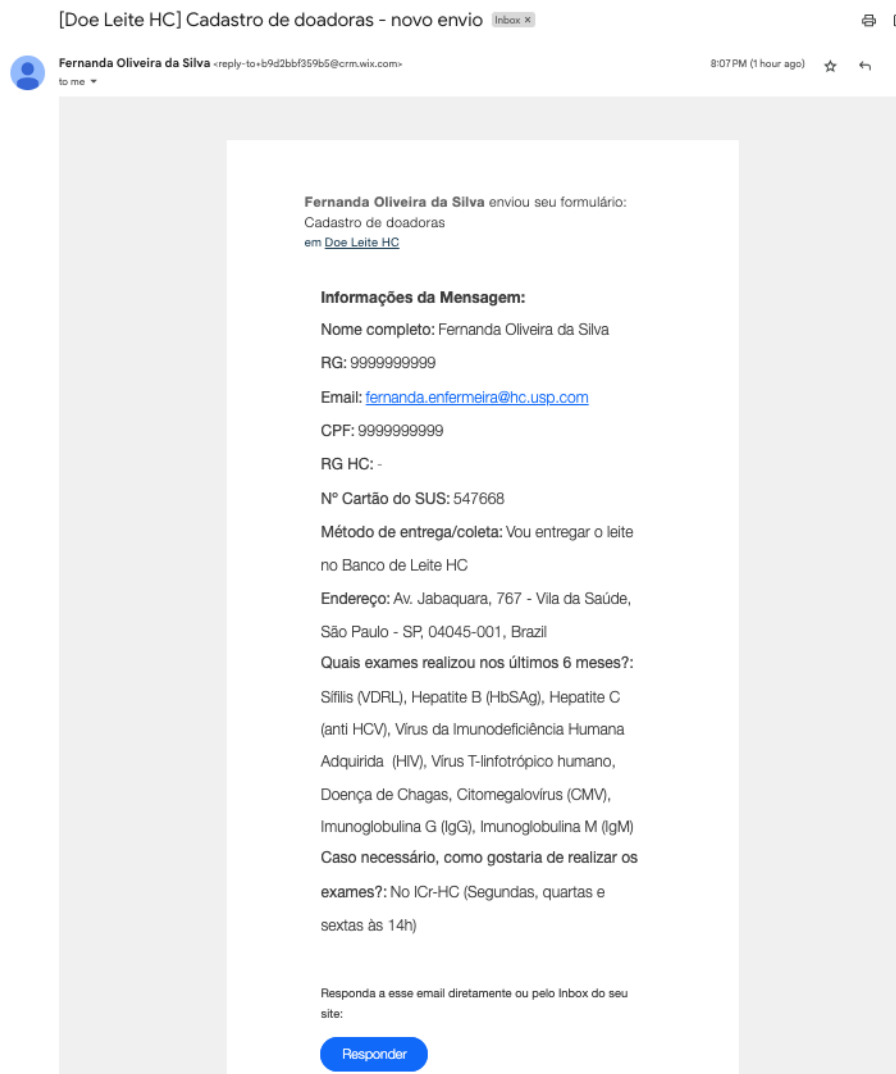 [Doe Leite HC] Cadastro de doadoras - novo envio Inbox ×
Fernanda Oliveira da Silva <reply-to+b9d2bbf359b5@crm.wix.com> 8:07 PM (1 hour ago)
to me
Fernanda Oliveira da Silva enviou seu formulário:
Cadastro de doadoras
em Doe Leite HC
Informações da Mensagem:
Nome completo: Fernanda Oliveira da Silva
RG: 9999999999
Email: fernanda.enfermeira@hc.usp.com
CPF: 9999999999
RG HC: -
Nº Cartão do SUS: 547668
Método de entrega/coleta: Vou entregar o leite
no Banco de Leite HC
Endereço: Av. Jabaquara, 767 - Vila da Saúde,
São Paulo - SP, 04045-001, Brazil
Quais exames realizou nos últimos 6 meses?:
Sífilis (VDRL), Hepatite B (HbSAg), Hepatite C
(anti HCV), Vírus da Imunodeficiência Humana
Adquirida (HIV), Vírus T-linfotrópico humano,
Doença de Chagas, Citomegalovírus (CMV),
Imunoglobulina G (IgG), Imunoglobulina M (IgM)
Caso necessário, como gostaria de realizar os
exames?: No ICr-HC (Segundas, quartas e
sextas às 14h)
Responda a esse email diretamente ou pelo Inbox do seu
site:
Responder